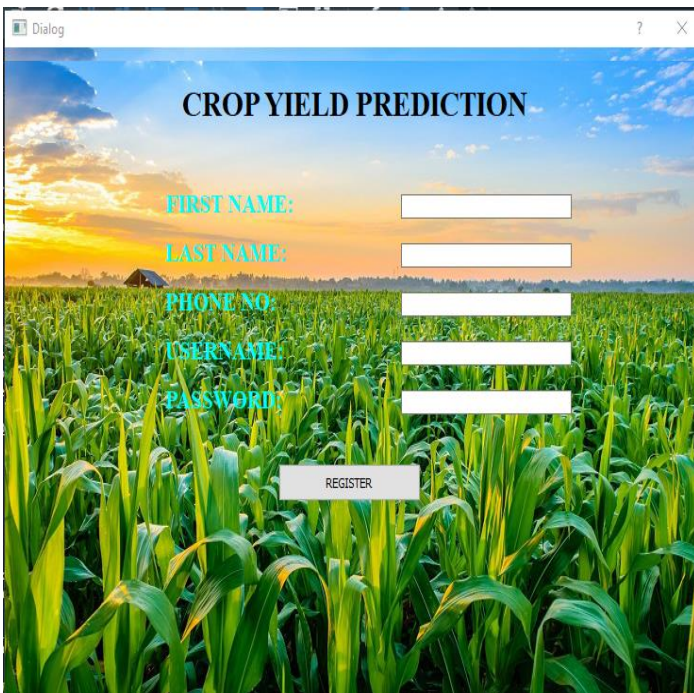 Dialog ?
CROP YIELD PREDICTION
FIRST NAME:
LAST NAME:
PHONE NO:
USERNAME:
PASSWORD:
REGISTER